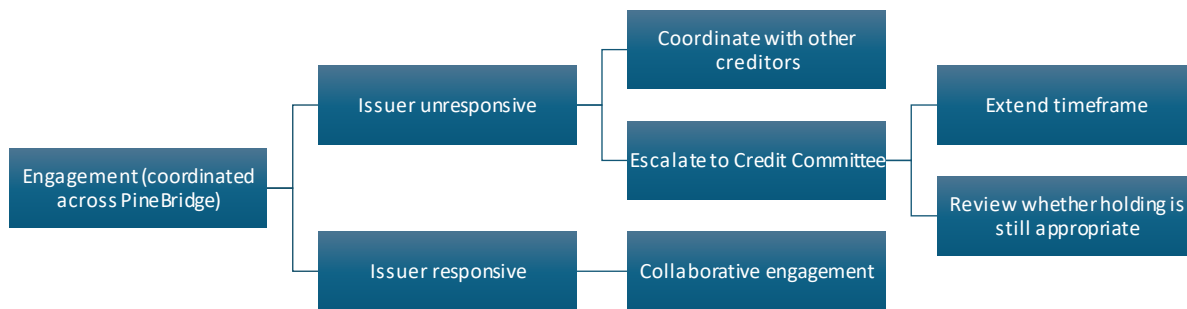 Engagement (coordinated
across PineBridge)
Issuer unresponsive
Coordinate with other
creditors
Escalate to Credit Committee
Extend timeframe
Review whether holding is
still appropriate
Issuer responsive
Collaborative engagement